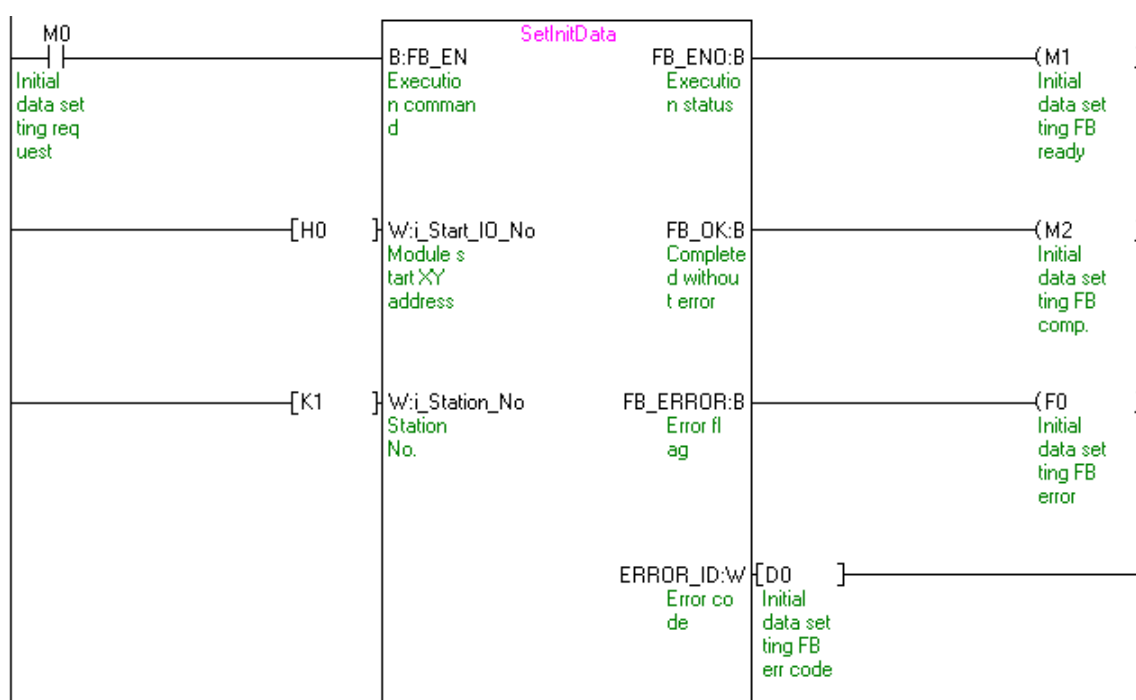 SetInitData
M0
B:FB_EN
FB_ENO:B
(M1
Initial
data set
ting req
uest
Executio
n comman
d
Executio
n status
Initial
data set
ting FB
ready
[H0 ]
W:i_Start_IO_No
FB_OK:B
(M2
Module s
tart XY
address
Complete
d withou
t error
Initial
data set
ting FB
comp.
[K1 ]
W:i_Station_No
FB_ERROR:B
(F0
Station
No.
Error fl
ag
Initial
data set
ting FB
error
ERROR_ID:W
[D0 ]
Error co
de
Initial
data set
ting FB
err code